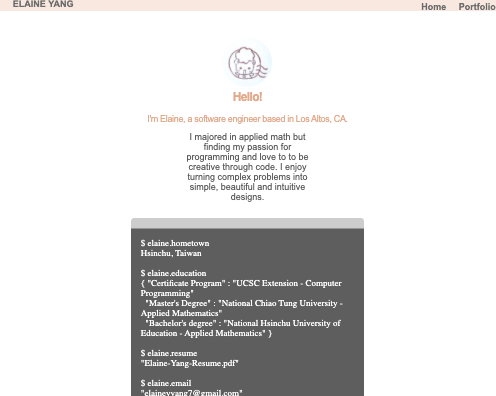 ELAINE YANG
Home Portfolio
Hello!
I'm Elaine, a software engineer based in Los Altos, CA.
I majored in applied math but
finding my passion for
programming and love to to be
creative through code. I enjoy
turning complex problems into
simple, beautiful and intuitive
designs.
$ elaine.hometown
Hsinchu, Taiwan
$ elaine.education
{ "Certificate Program" : "UCSC Extension - Computer
Programming"
"Master's Degree" : "National Chiao Tung University -
Applied Mathematics"
"Bachelor's degree" : "National Hsinchu University of
Education - Applied Mathematics" }
$ elaine.resume
"Elaine-Yang-Resume.pdf"
$ elaine.email
"elaineyyang7@gmail.com"